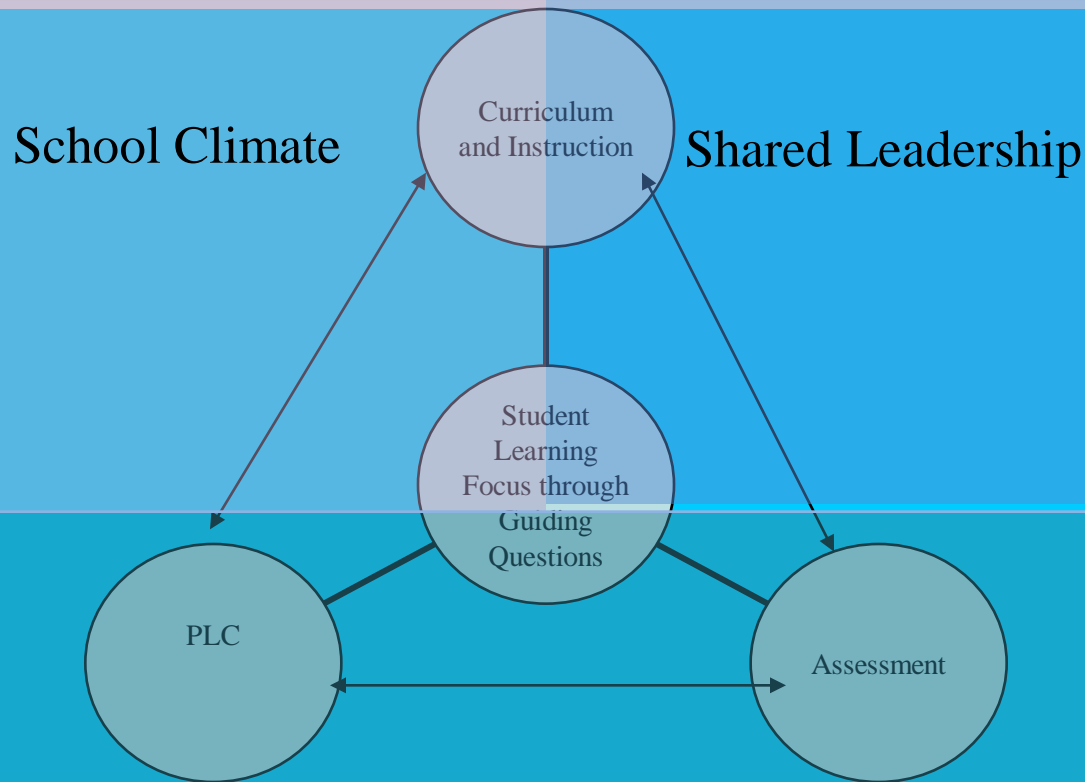 Curriculum
and Instruction
School Climate
Shared Leadership
Student
Learning
Focus through
Guiding
Questions
PLC
Assessment